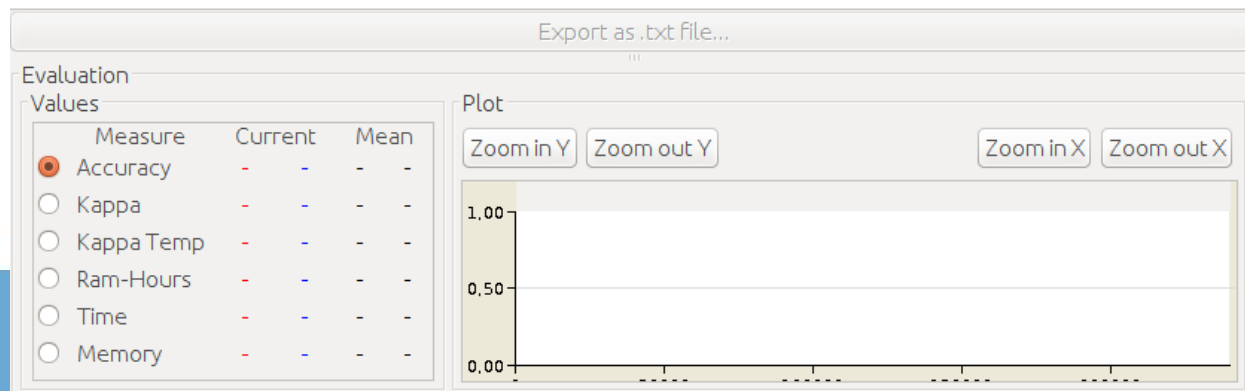 Export as .txt file...
Evaluation
Values
Measure Current Mean
Accuracy - - - -
Kappa - - - -
Kappa Temp - - - -
Ram-Hours - - - -
Time - - - -
Memory - - - -
Plot
Zoom in Y Zoom out Y Zoom in X Zoom out X
1,00
0,50
0,00